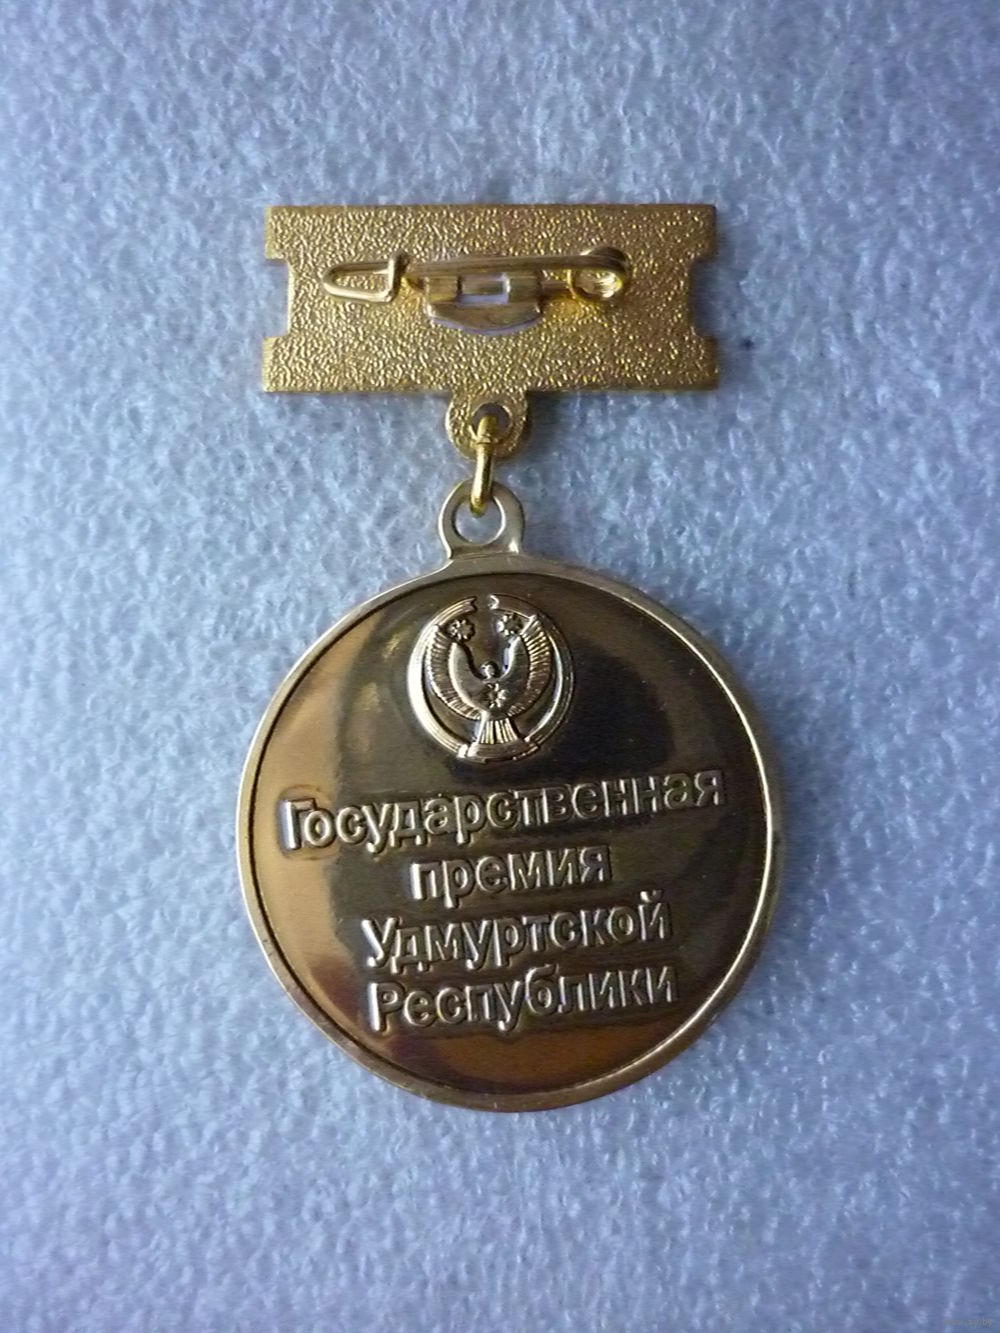 Государственная
премия
Удмуртской
Республики